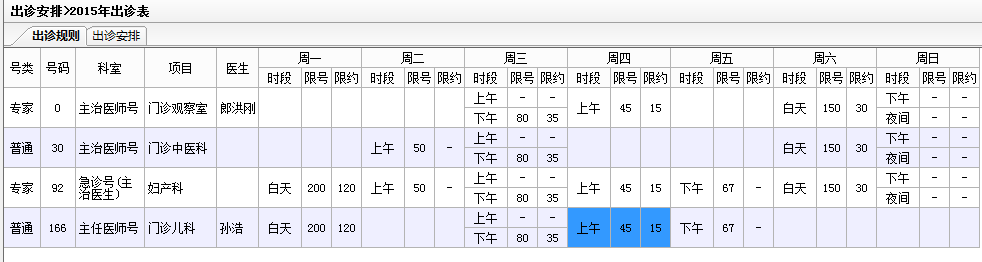 出诊安排>2015年出诊表
出诊规则 出诊安排
号类 号码 科室 项目 医生 周一 周二 周三 周四 周五 周六 周日
时段 限号 限约 时段 限号 限约 时段 限号 限约 时段 限号 限约 时段 限号 限约 时段 限号 限约 时段 限号 限约
专家 0 主治医师号 门诊观察室 郎洪刚 上午 - - 上午 45 15 白天 150 30 下午 - -
下午 80 35 夜间 - -
普通 30 主治医师号 门诊中医科 上午 50 - 上午 - - 白天 150 30 下午 - -
下午 80 35 夜间 - -
专家 92 急诊号(主治医生) 妇产科 白天 200 120 上午 50 - 上午 - - 上午 45 15 下午 67 - 白天 150 30 下午 - -
下午 80 35 夜间 - -
普通 166 主任医师号 门诊儿科 孙浩 白天 200 120 上午 - - 上午 45 15 下午 67 -
下午 80 35